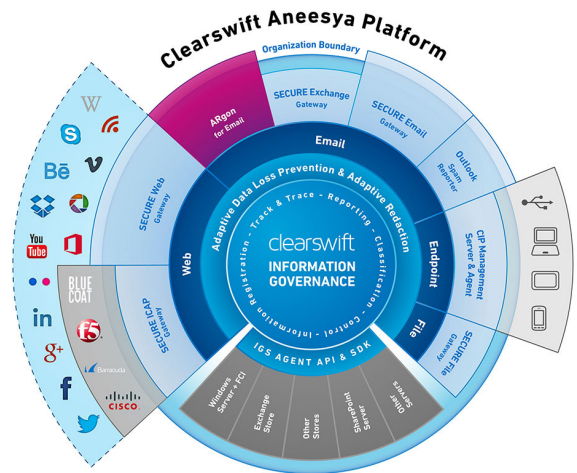 Clearswift Aneesya Platform
Organization Boundary
ARgon
for Email
SECURE Exchange
Gateway
SECURE Email
Gateway
Outlook
Spam
Reporter
SECURE Web
Gateway
SECURE ICAP
Gateway
CIP Management
Server & Agent
SECURE File
Gateway
Email
Web
Endpoint
File
Adaptive Data Loss Prevention & Adaptive Redaction
Information Registration - Track & Trace - Reporting - Classification - Control -
clearswift
INFORMATION
GOVERNANCE
IGS AGENT API & SDK
Windows
Server + FCI
Exchange
Store
Other
Stores
SharePoint
Server
Other
Servers
W
S
Bē
v
You
Tube
in
g+
f
BLUE
COAT
f5
Barracuda
CISCO.